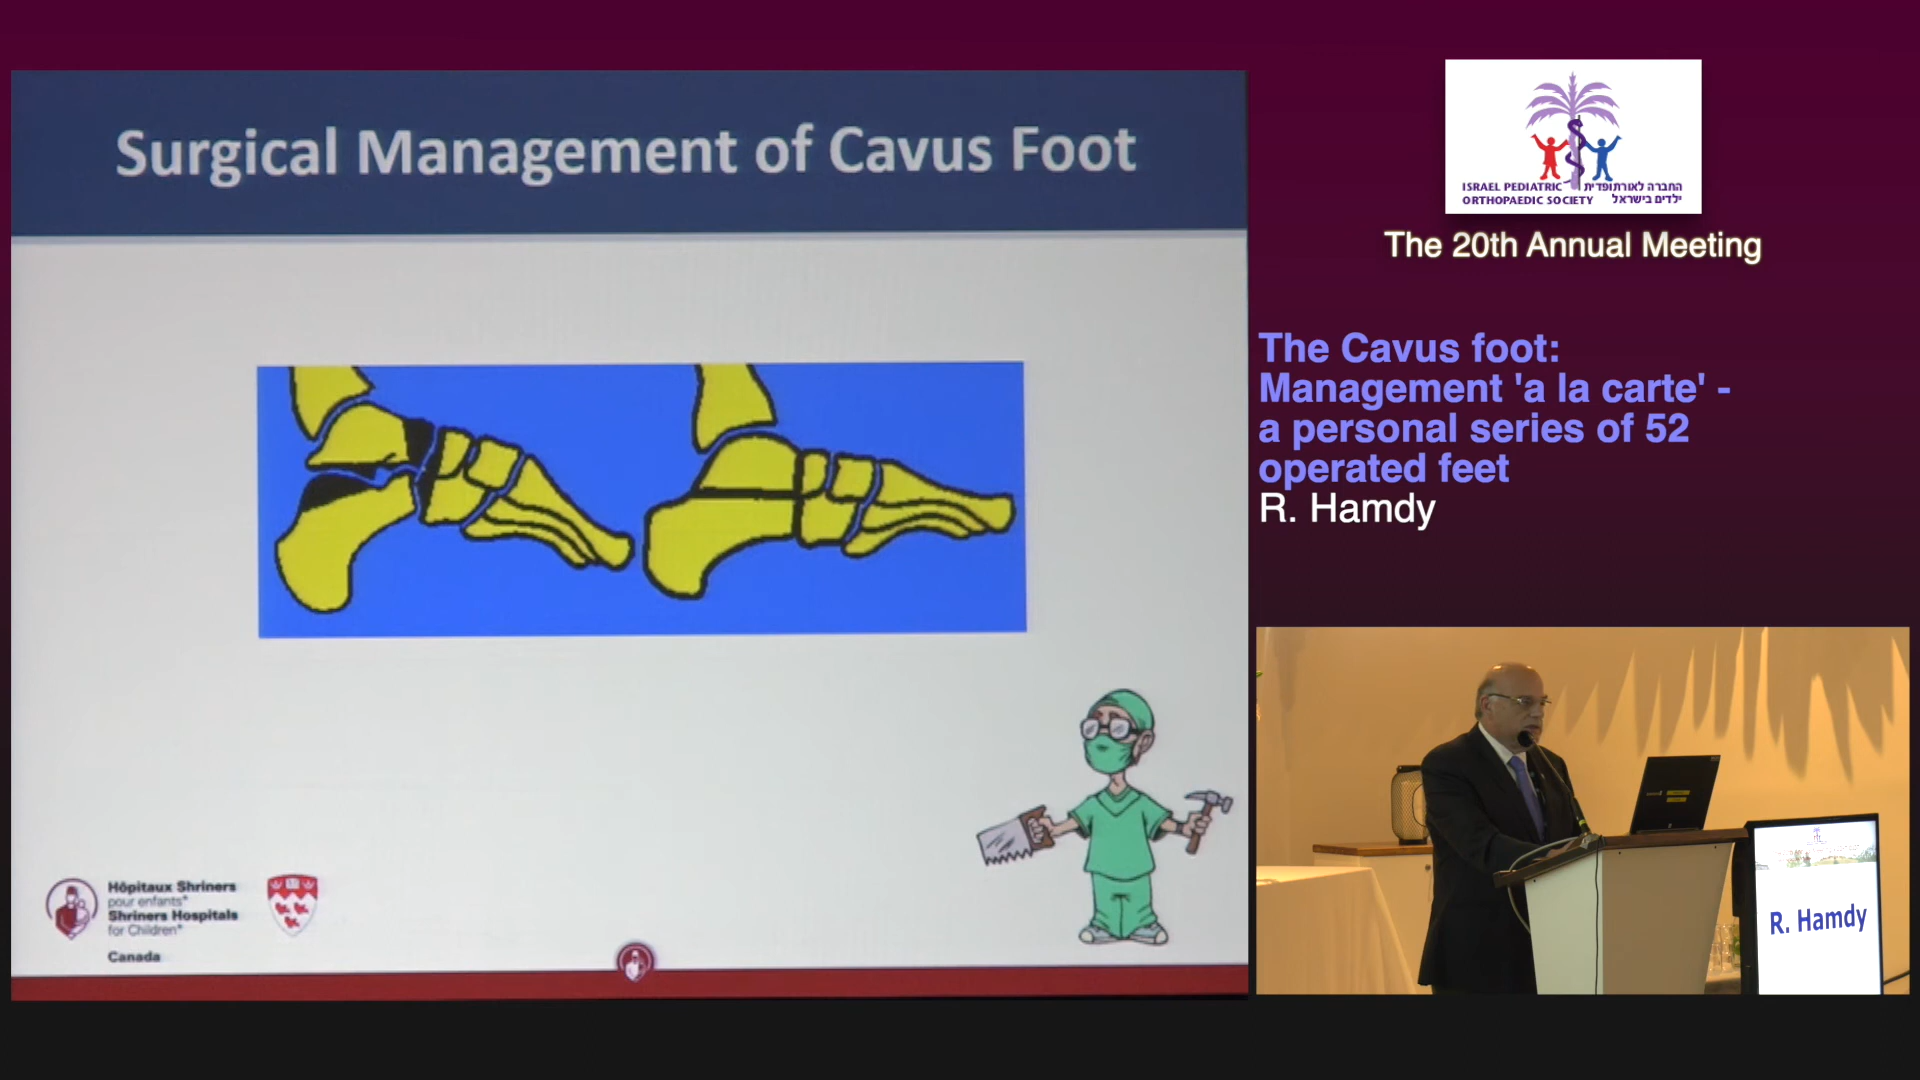 Surgical Management of Cavus Foot
Hôpitaux Shriners
pour enfants®
Shriners Hospitals
for Children®
Canada
ISRAEL PEDIATRIC החברה לאורתופדית
ORTHOPAEDIC SOCIETY ילדים בישראל
The 20th Annual Meeting
The Cavus foot:
Management 'a la carte' -
a personal series of 52
operated feet
R. Hamdy
R. Hamdy